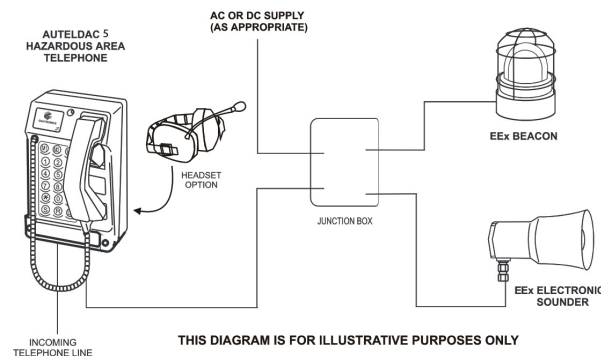 AUTELDAC 5
HAZARDOUS AREA
TELEPHONE
AC OR DC SUPPLY
(AS APPROPRIATE)
HEADSET
OPTION
JUNCTION BOX
EEx BEACON
EEx ELECTRONIC
SOUNDER
INCOMING
TELEPHONE LINE
THIS DIAGRAM IS FOR ILLUSTRATIVE PURPOSES ONLY